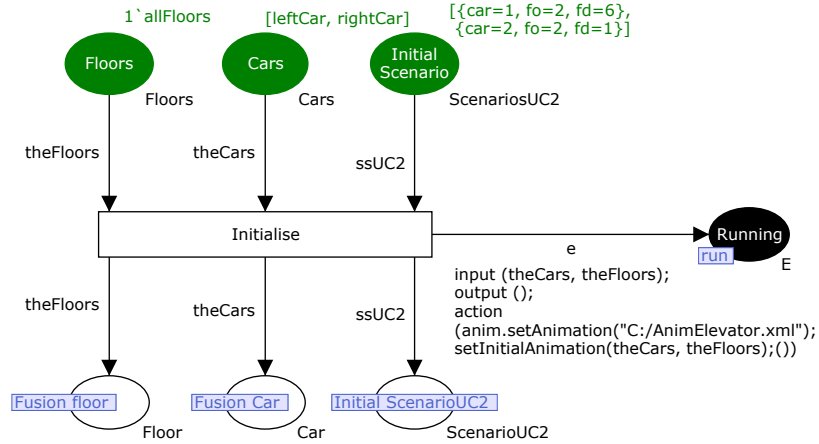 1`allFloors
[leftCar, rightCar]
[{car=1, fo=2, fd=6},
{car=2, fo=2, fd=1}]
Floors
Cars
Initial
Scenario
Floors
Cars
ScenariosUC2
theFloors
theCars
ssUC2
Initialise
e
Running
run
E
input (theCars, theFloors);
output ();
action
(anim.setAnimation("C:/AnimElevator.xml");
setInitialAnimation(theCars, theFloors);())
theFloors
theCars
ssUC2
Fusion floor
Fusion Car
Initial ScenarioUC2
Floor
Car
ScenarioUC2